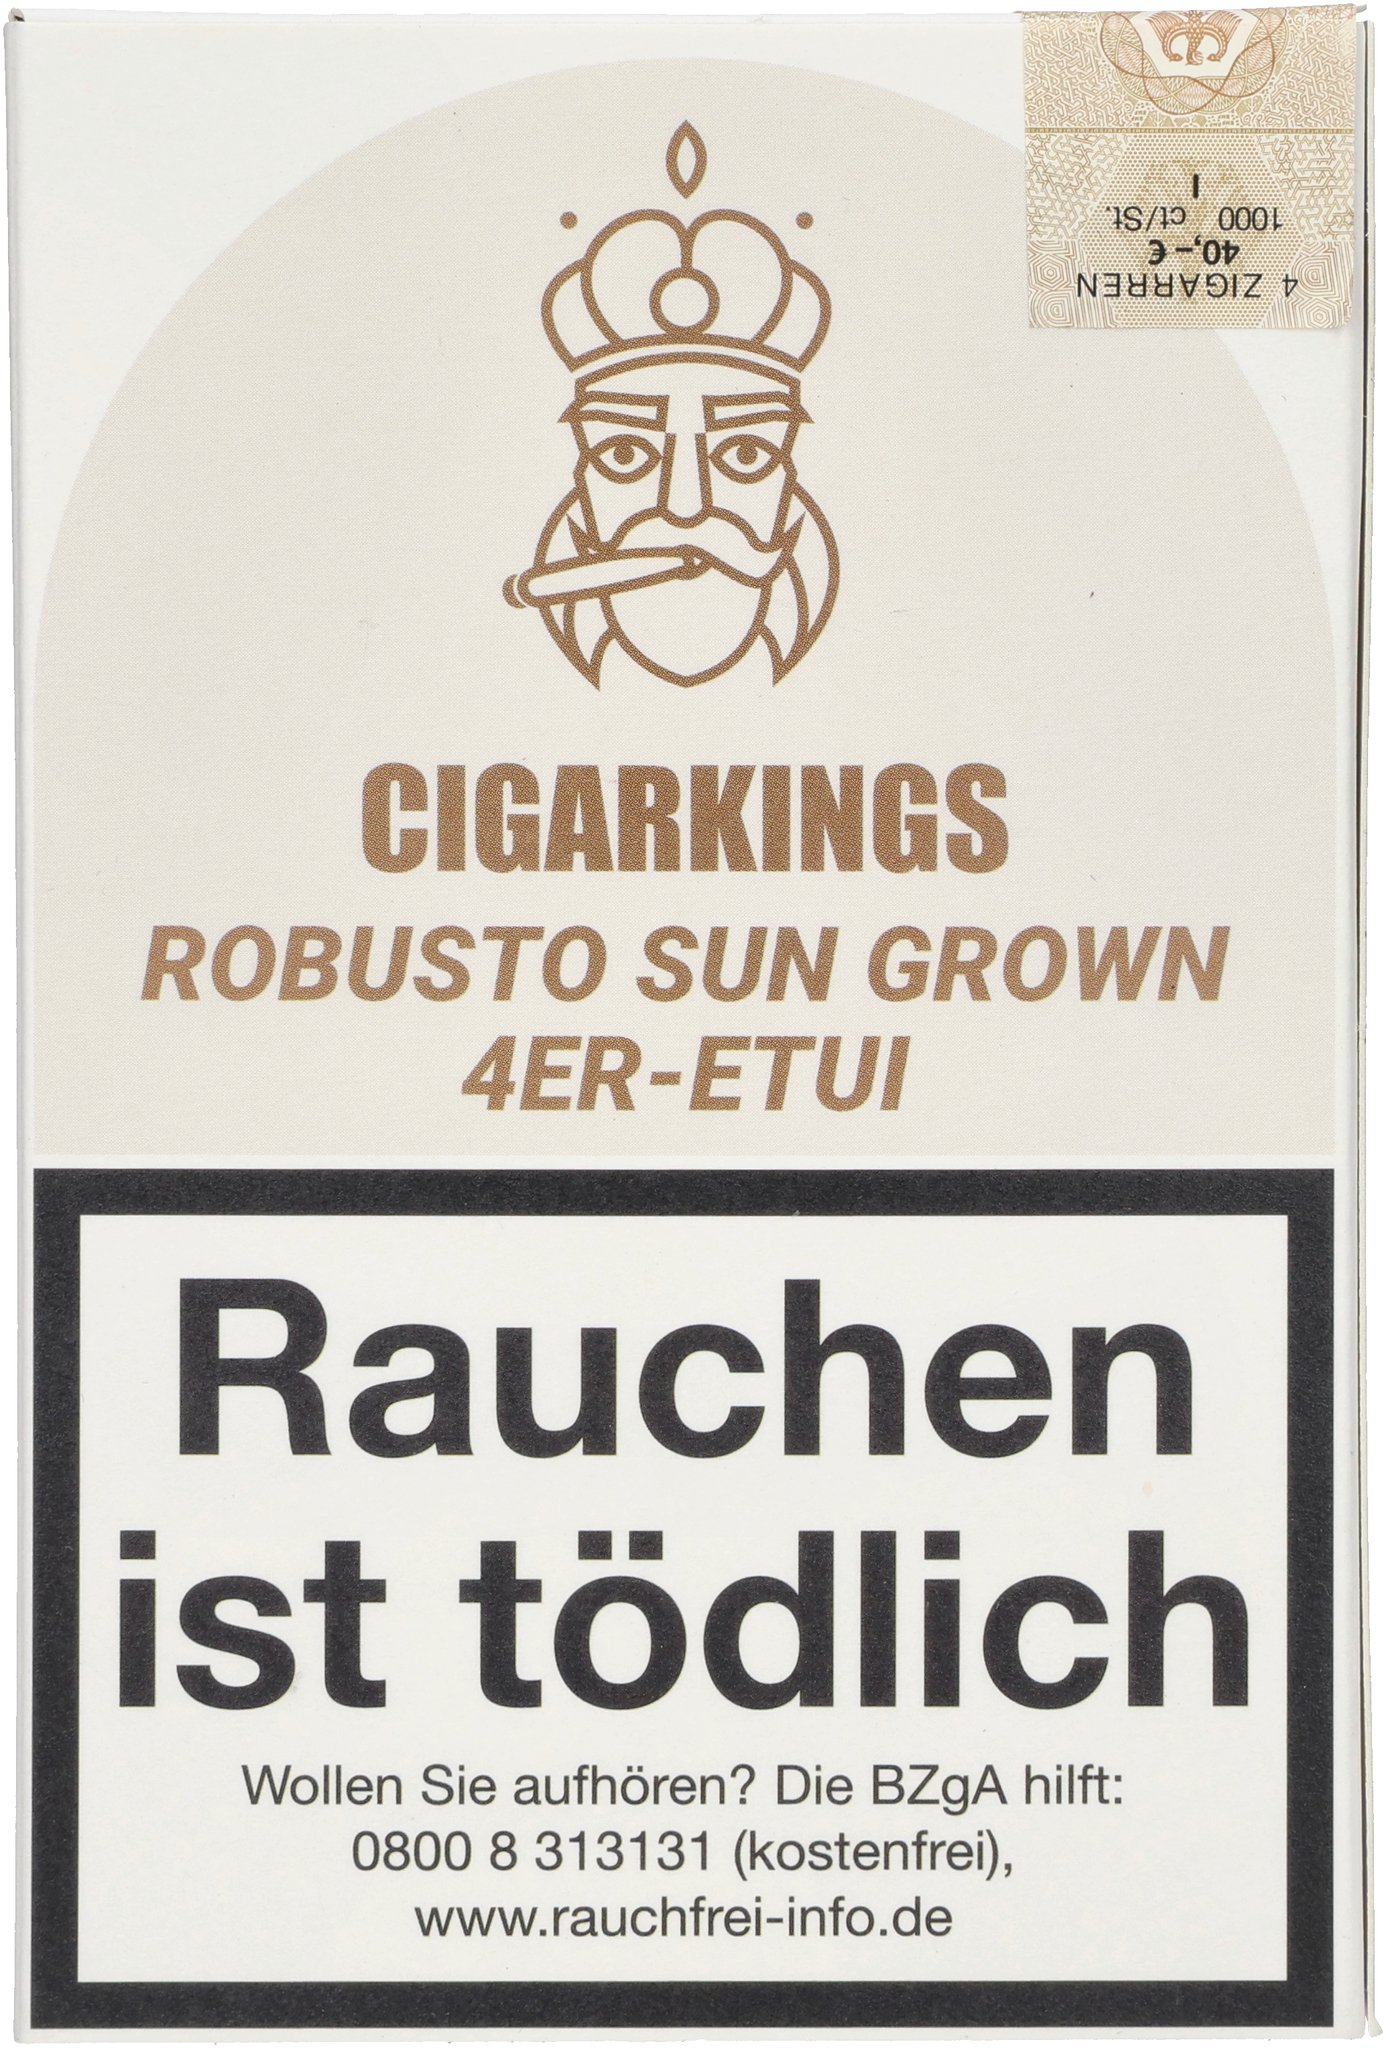 4 ZIGARREN
40,– €
1000 ct/St.
I
CIGARKINGS
ROBUSTO SUN GROWN
4ER-ETUI
Rauchen
ist tödlich
Wollen Sie aufhören? Die BZgA hilft:
0800 8 313131 (kostenfrei),
www.rauchfrei-info.de